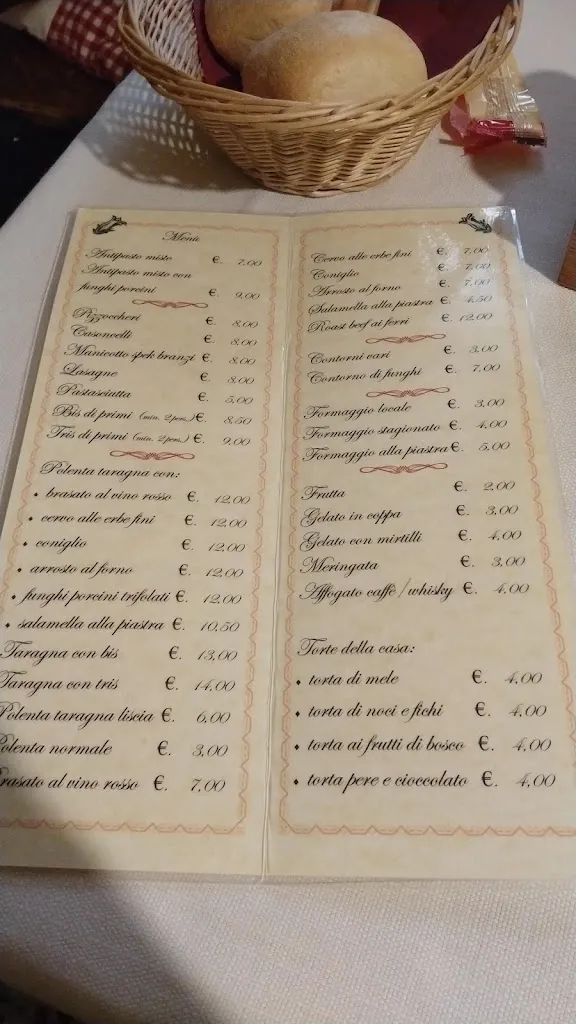 Menù
Antipasto misto €. 7,00
Antipasto misto con
funghi porcini €. 9,00
Pizzoccheri €. 8,00
Casoncelli €. 8,00
Manicotto spek branzi €. 8,00
Lasagne €. 8,00
Pastasciutta €. 5,00
Bis di primi (min. 2 pers.) €. 8,50
Tris di primi (min. 2 pers.) €. 9,00
Polenta taragna con:
• brasato al vino rosso €. 12,00
• cervo alle erbe fini €. 12,00
• coniglio €. 12,00
• arrosto al forno €. 12,00
• funghi porcini trifolati €. 12,00
• salamella alla piastra €. 10,50
Taragna con bis €. 13,00
Taragna con tris €. 14,00
Polenta taragna liscia €. 6,00
Polenta normale €. 3,00
Brasato al vino rosso €. 7,00
Cervo alle erbe fini €. 7,00
Coniglio €. 7,00
Arrosto al forno €. 7,00
Salamella alla piastra €. 4,50
Roast beef ai ferri €. 12,00
Contorni vari €. 3,00
Contorno di funghi €. 7,00
Formaggio locale €. 3,00
Formaggio stagionato €. 4,00
Formaggio alla piastra €. 5,00
Frutta €. 2,00
Gelato in coppa €. 3,00
Gelato con mirtilli €. 4,00
Meringata €. 3,00
Affogato caffè / whisky €. 4,00
Torte della casa:
• torta di mele €. 4,00
• torta di noci e fichi €. 4,00
• torta ai frutti di bosco €. 4,00
• torta pere e cioccolato €. 4,00